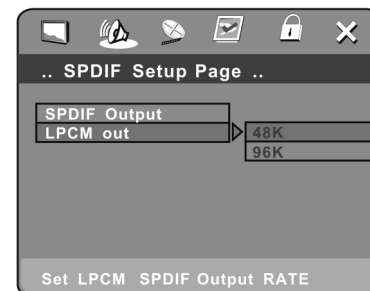 .. SPDIF Setup Page ..
SPDIF Output
LPCM out
48K
96K
Set LPCM SPDIF Output RATE